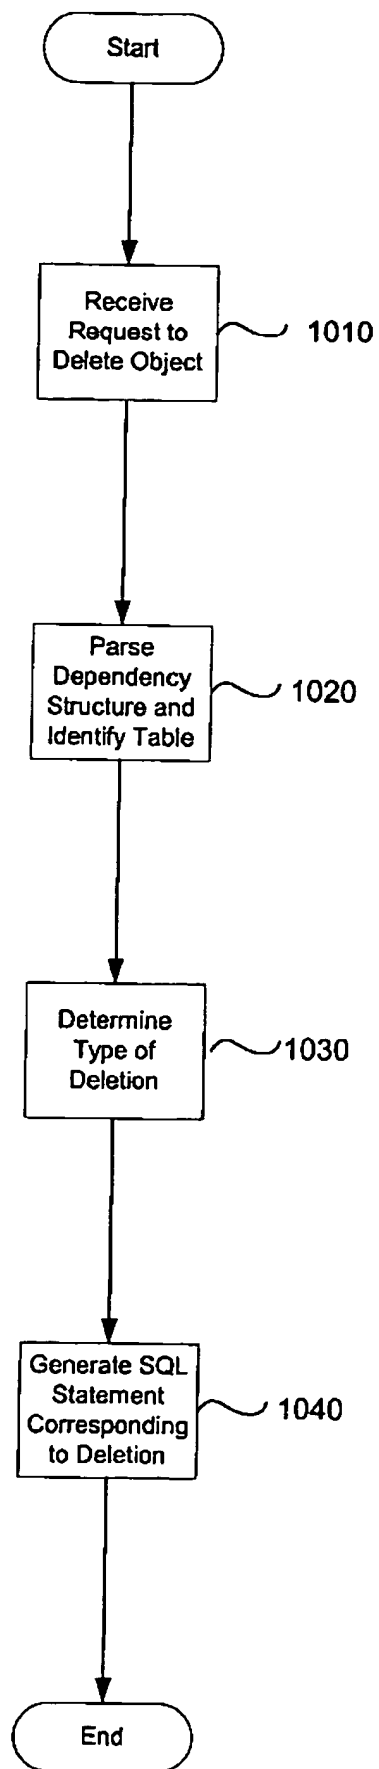 Start
Receive
Request to
Delete Object
1010
Parse
Dependency
Structure and
Identify Table
1020
Determine
Type of
Deletion
1030
Generate SQL
Statement
Corresponding
to Deletion
1040
End